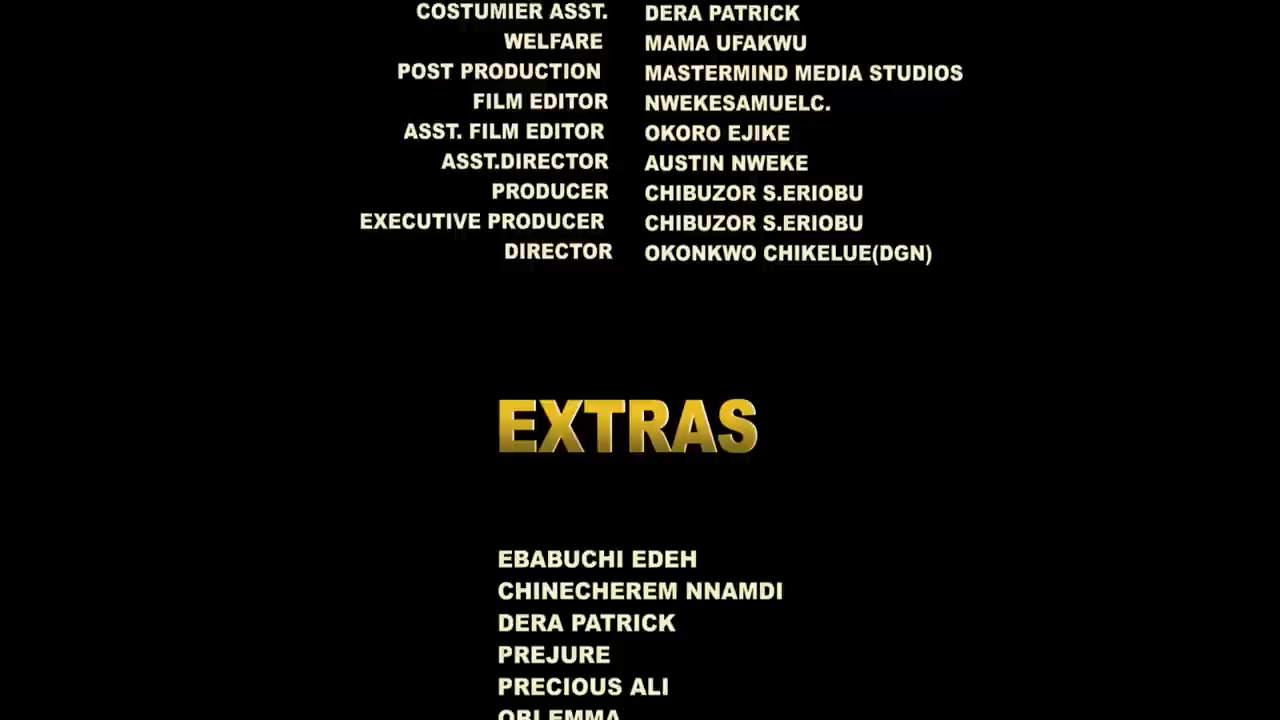 COSTUMIER ASST. DERA PATRICK
WELFARE MAMA UFAKWU
POST PRODUCTION MASTERMIND MEDIA STUDIOS
FILM EDITOR NWEKESAMUELC.
ASST. FILM EDITOR OKORO EJIKE
ASST.DIRECTOR AUSTIN NWEKE
PRODUCER CHIBUZOR S.ERIOBU
EXECUTIVE PRODUCER CHIBUZOR S.ERIOBU
DIRECTOR OKONKWO CHIKELUE(DGN)
EXTRAS
EBABUCHI EDEH
CHINECHEREM NNAMDI
DERA PATRICK
PREJURE
PRECIOUS ALI